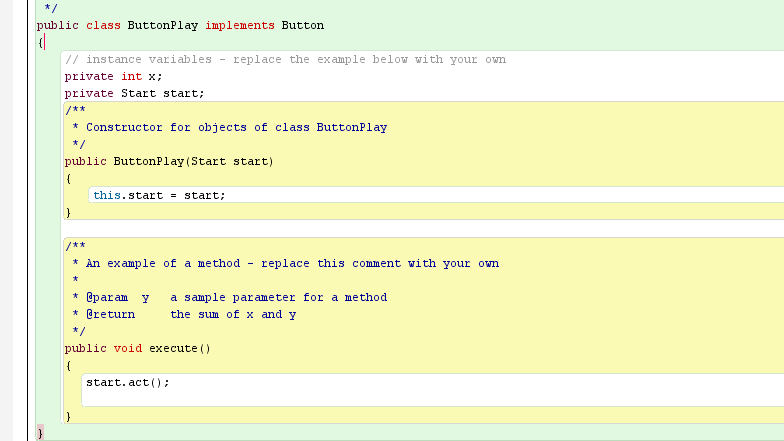 */
public class ButtonPlay implements Button
{
// instance variables - replace the example below with your own
private int x;
private Start start;
/**
* Constructor for objects of class ButtonPlay
*/
public ButtonPlay(Start start)
{
this.start = start;
}
/**
* An example of a method - replace this comment with your own
*
* @param y a sample parameter for a method
* @return the sum of x and y
*/
public void execute()
{
start.act();
}
}